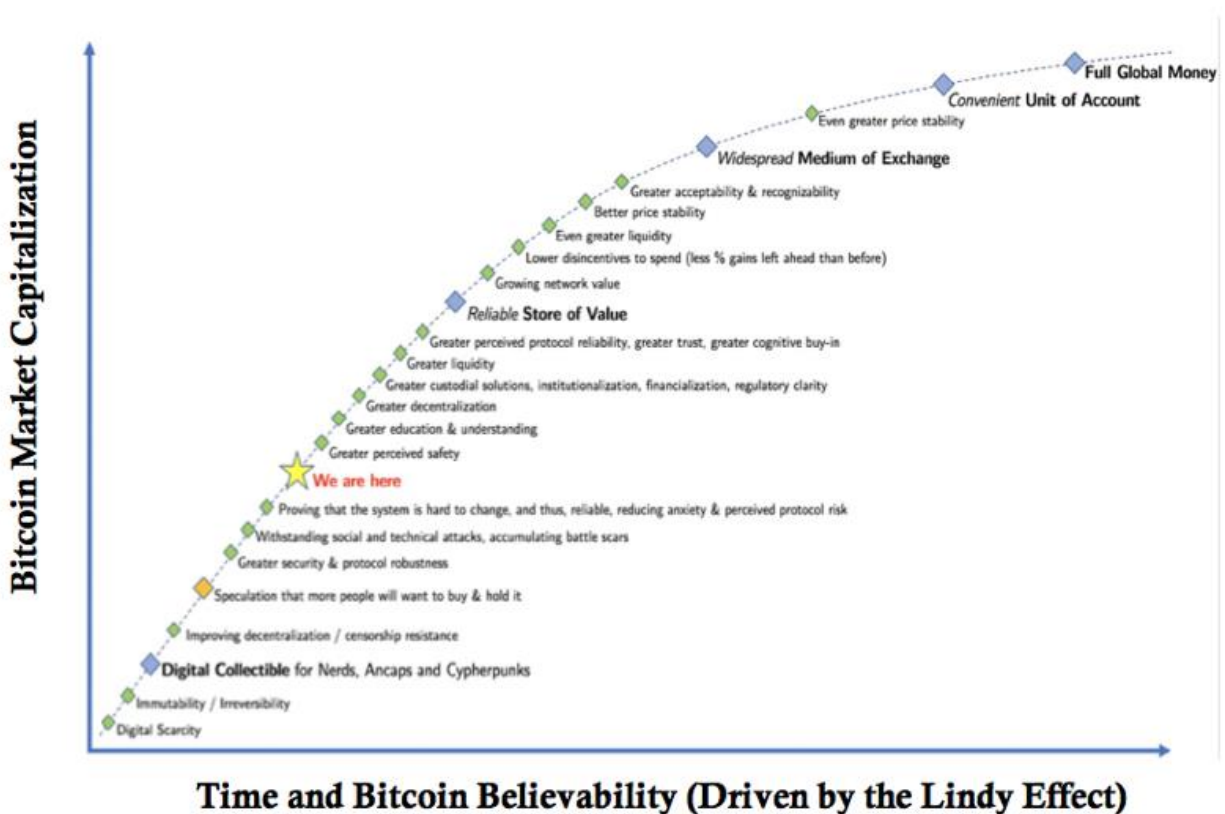 Bitcoin Market Capitalization
Full Global Money
Convenient Unit of Account
Even greater price stability
Widespread Medium of Exchange
Greater acceptability & recognizability
Better price stability
Even greater liquidity
Lower disincentives to spend (less % gains left ahead than before)
Growing network value
Reliable Store of Value
Greater perceived protocol reliability, greater trust, greater cognitive buy-in
Greater liquidity
Greater custodial solutions, institutionalization, financialization, regulatory clarity
Greater decentralization
Greater education & understanding
Greater perceived safety
We are here
Proving that the system is hard to change, and thus, reliable, reducing anxiety & perceived protocol risk
Withstanding social and technical attacks, accumulating battle scars
Greater security & protocol robustness
Speculation that more people will want to buy & hold it
Improving decentralization / censorship resistance
Digital Collectible for Nerds, Ancaps and Cypherpunks
Immutability / Irreversibility
Digital Scarcity
Time and Bitcoin Believability (Driven by the Lindy Effect)